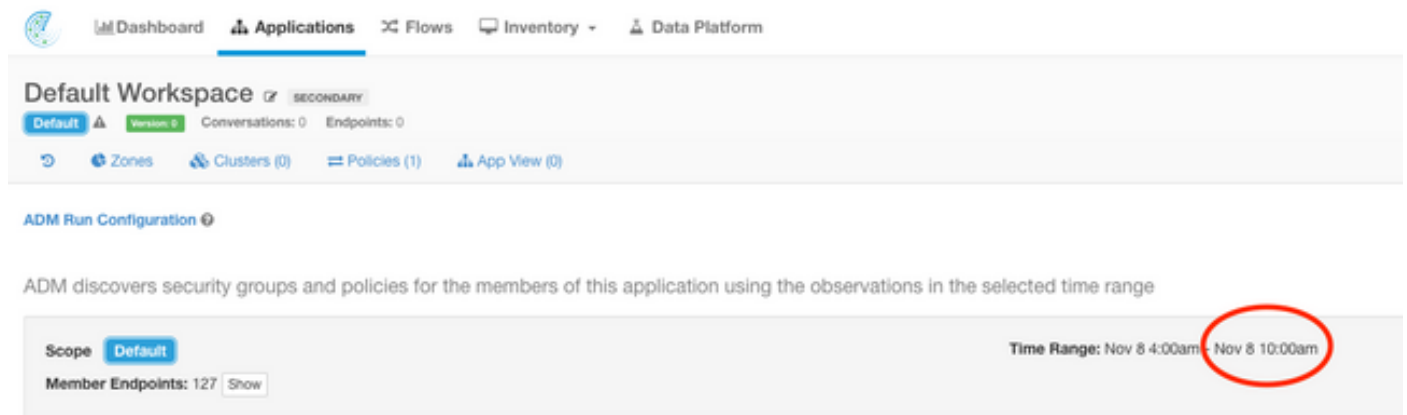 Dashboard Applications Flows Inventory Data Platform
Default Workspace SECONDARY
Default Version: 0 Conversations: 0 Endpoints: 0
Zones Clusters (0) Policies (1) App View (0)
ADM Run Configuration
ADM discovers security groups and policies for the members of this application using the observations in the selected time range
Scope Default Time Range: Nov 8 4:00am - Nov 8 10:00am
Member Endpoints: 127 Show